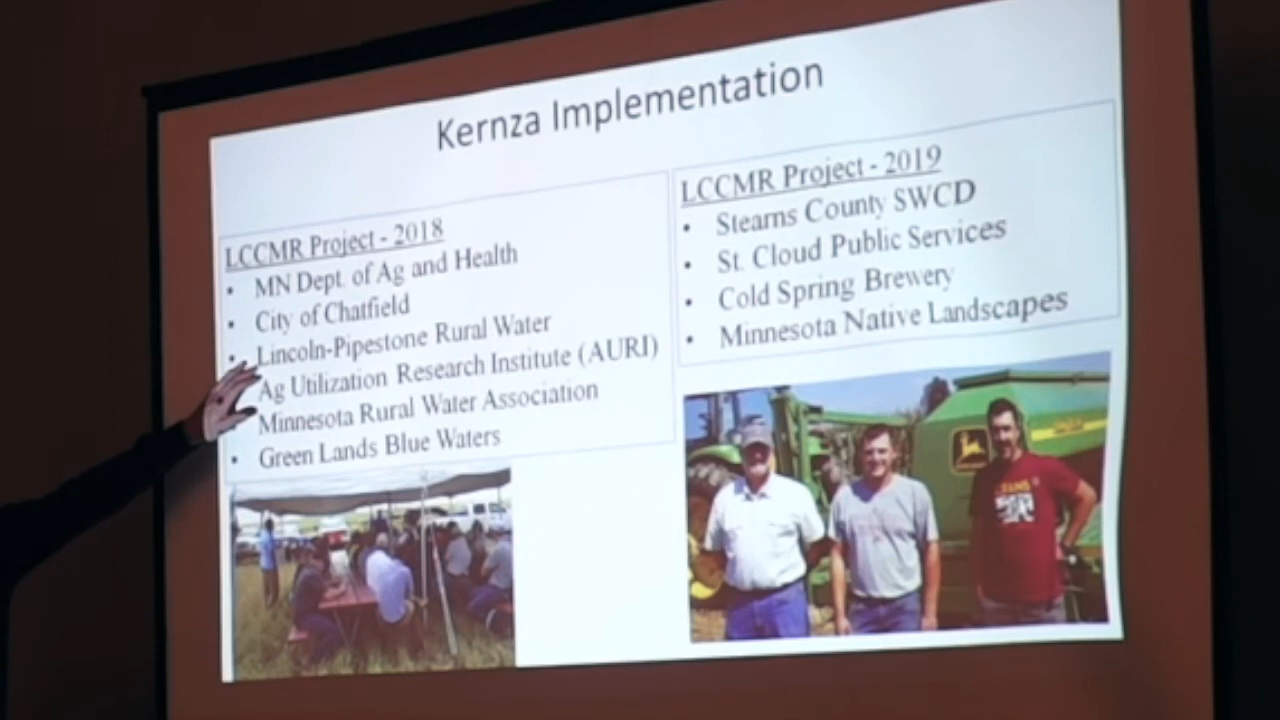 Kernza Implementation
LCCMR Project - 2018
• MN Dept. of Ag and Health
• City of Chatfield
• Lincoln-Pipestone Rural Water
Ag Utilization Research Institute (AURI)
Minnesota Rural Water Association
• Green Lands Blue Waters
LCCMR Project - 2019
• Stearns County SWCD
• St. Cloud Public Services
• Cold Spring Brewery
• Minnesota Native Landscapes